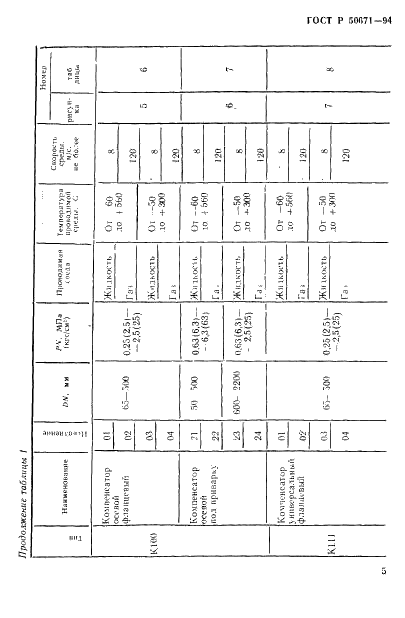 ГОСТ Р 50671—94
Продолжение таблицы 1
Тип
Наименование
Исполнение
DN, мм
PN, МПа (кгс/см²)
Проводимая среда
Температура проводимой среды, °С
Скорость среды, м/с, не более
Номер
рисун-
ка
таб-
лицы
К100
Компенсатор
осевой
фланцевый
01
02
03
04
65—500
0,25(2,5)—
—2,5(25)
Жидкость
Газ
Жидкость
Газ
От —60
до +560
От —50
до +300
8
120
8
120
5
6
Компенсатор
осевой
под приварку
21
22
23
24
50 500
600—2200
0,63(6,3)—
—6,3(63)
0,63(6,3)—
—2,5(25)
Жидкость
Газ
Жидкость
Газ
От —60
до +560
От —50
до +300
8
120
8
120
6
7
К111
Компенсатор
универсальный
фланцевый
01
02
03
04
65—500
0,25(2,5)—
—2,5(25)
Жидкость
Газ
Жидкость
Газ
От —60
до +560
От —50
до +300
8
120
8
120
7
8
5